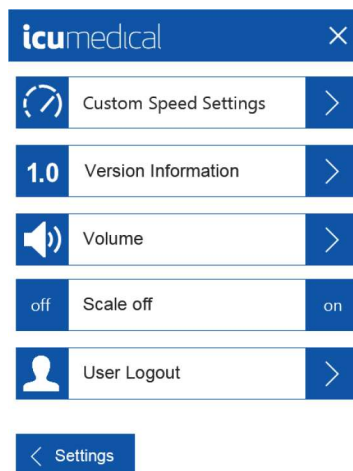 icumedical
Custom Speed Settings
1.0 Version Information
Volume
off Scale off on
User Logout
Settings